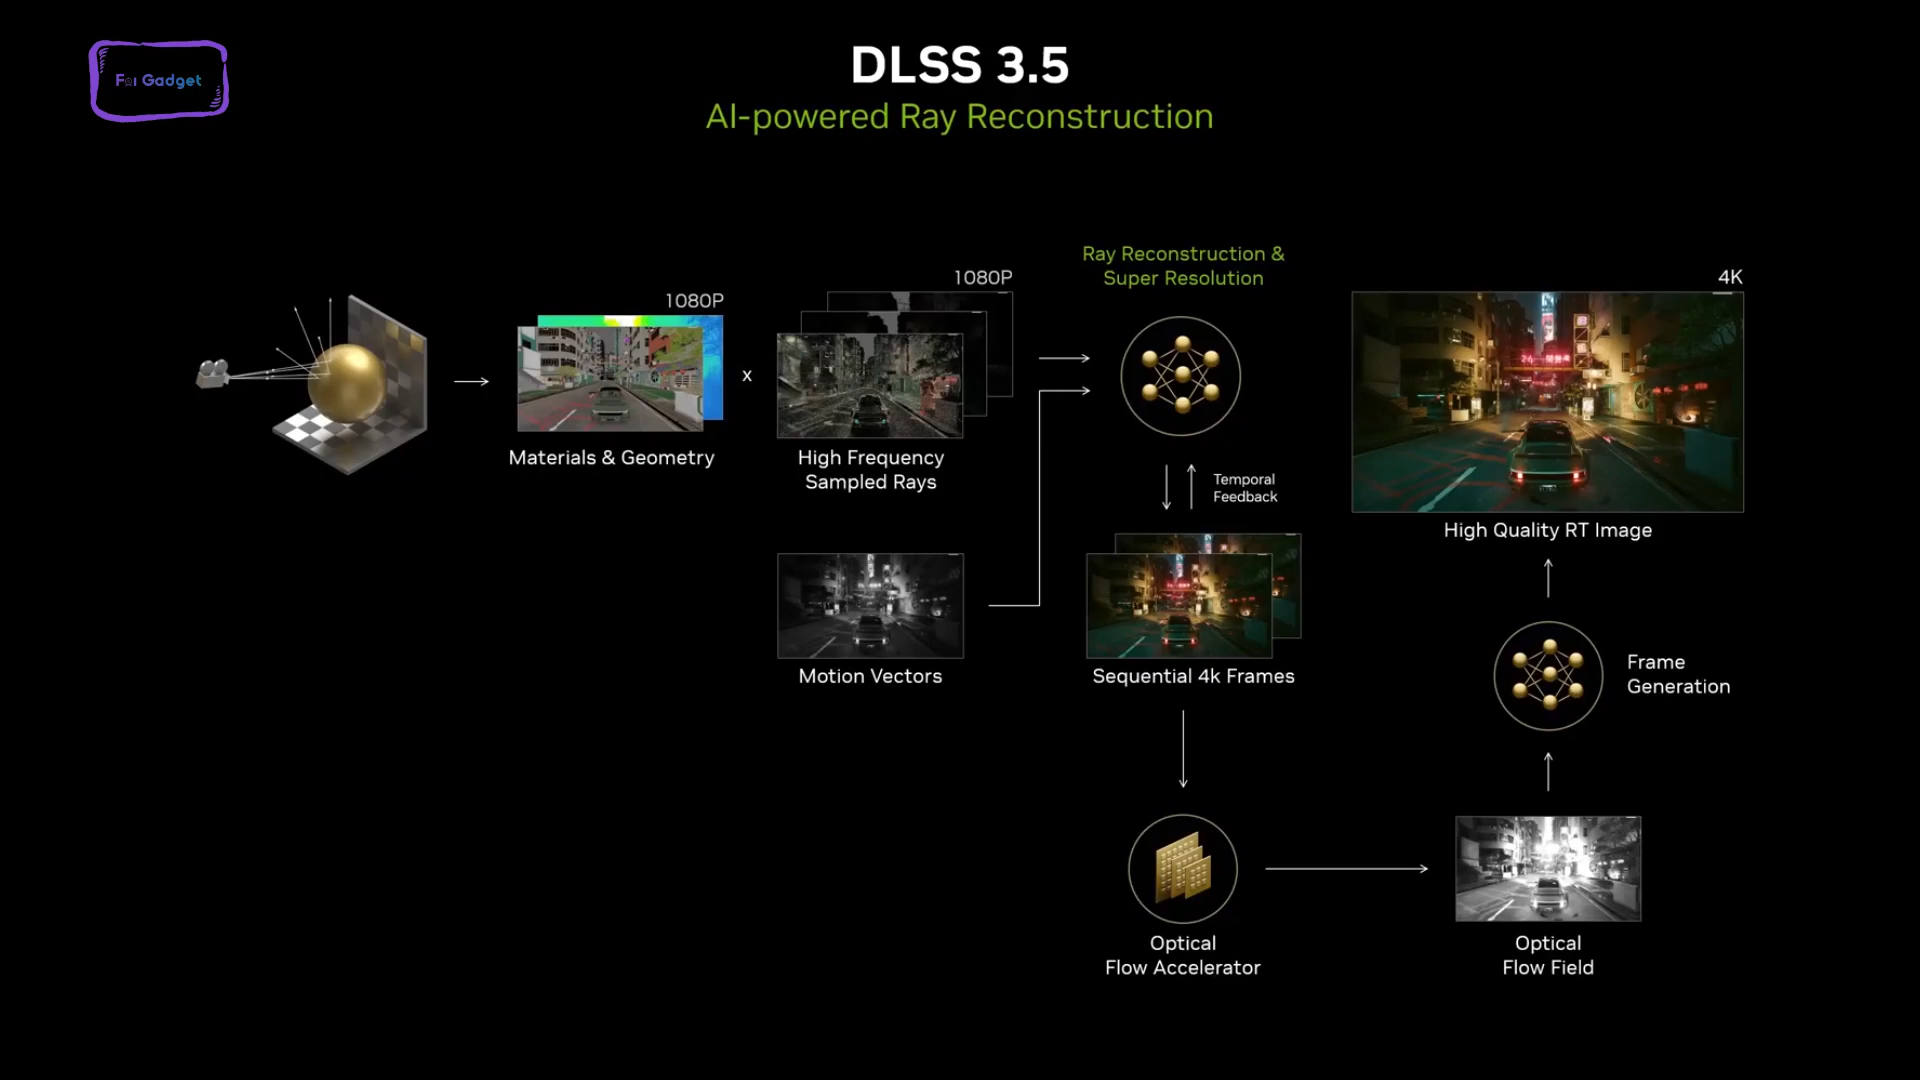 Foi Gadget
DLSS 3.5
AI-powered Ray Reconstruction
1080P
Materials & Geometry
x
1080P
High Frequency
Sampled Rays
Motion Vectors
Ray Reconstruction &
Super Resolution
Temporal
Feedback
Sequential 4k Frames
Optical
Flow Accelerator
Optical
Flow Field
Frame
Generation
4K
High Quality RT Image